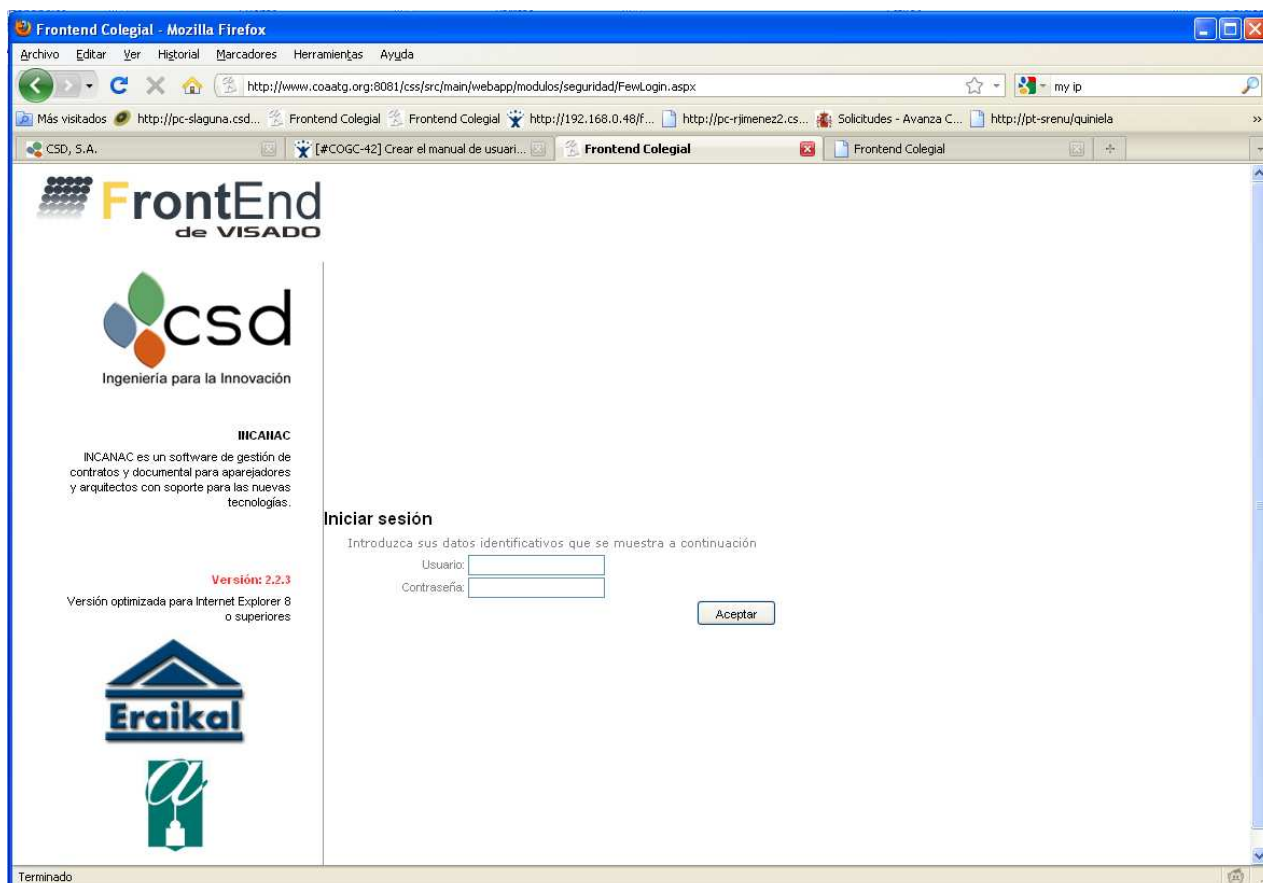 Frontend Colegial - Mozilla Firefox
Archivo Editar Ver Historial Marcadores Herramientas Ayuda
http://www.coaatg.org:8081/css/src/main/webapp/modulos/seguridad/FewLogin.aspx my ip
Más visitados http://pc-slaguna.csd... Frontend Colegial Frontend Colegial http://192.168.0.48/f... http://pc-rjimenez2.cs... Solicitudes - Avanza C... http://pt-srenu/quiniela »
CSD, S.A. [#COGC-42] Crear el manual de usuari... Frontend Colegial Frontend Colegial
FrontEnd
de VISADO
csd
Ingeniería para la Innovación
INCANAC
INCANAC es un software de gestión de
contratos y documental para aparejadores
y arquitectos con soporte para las nuevas
tecnologías.
Iniciar sesión
Introduzca sus datos identificativos que se muestra a continuación
Usuario:
Contraseña:
Aceptar
Versión: 2.2.3
Versión optimizada para Internet Explorer 8
o superiores
Eraikal
a
Terminado